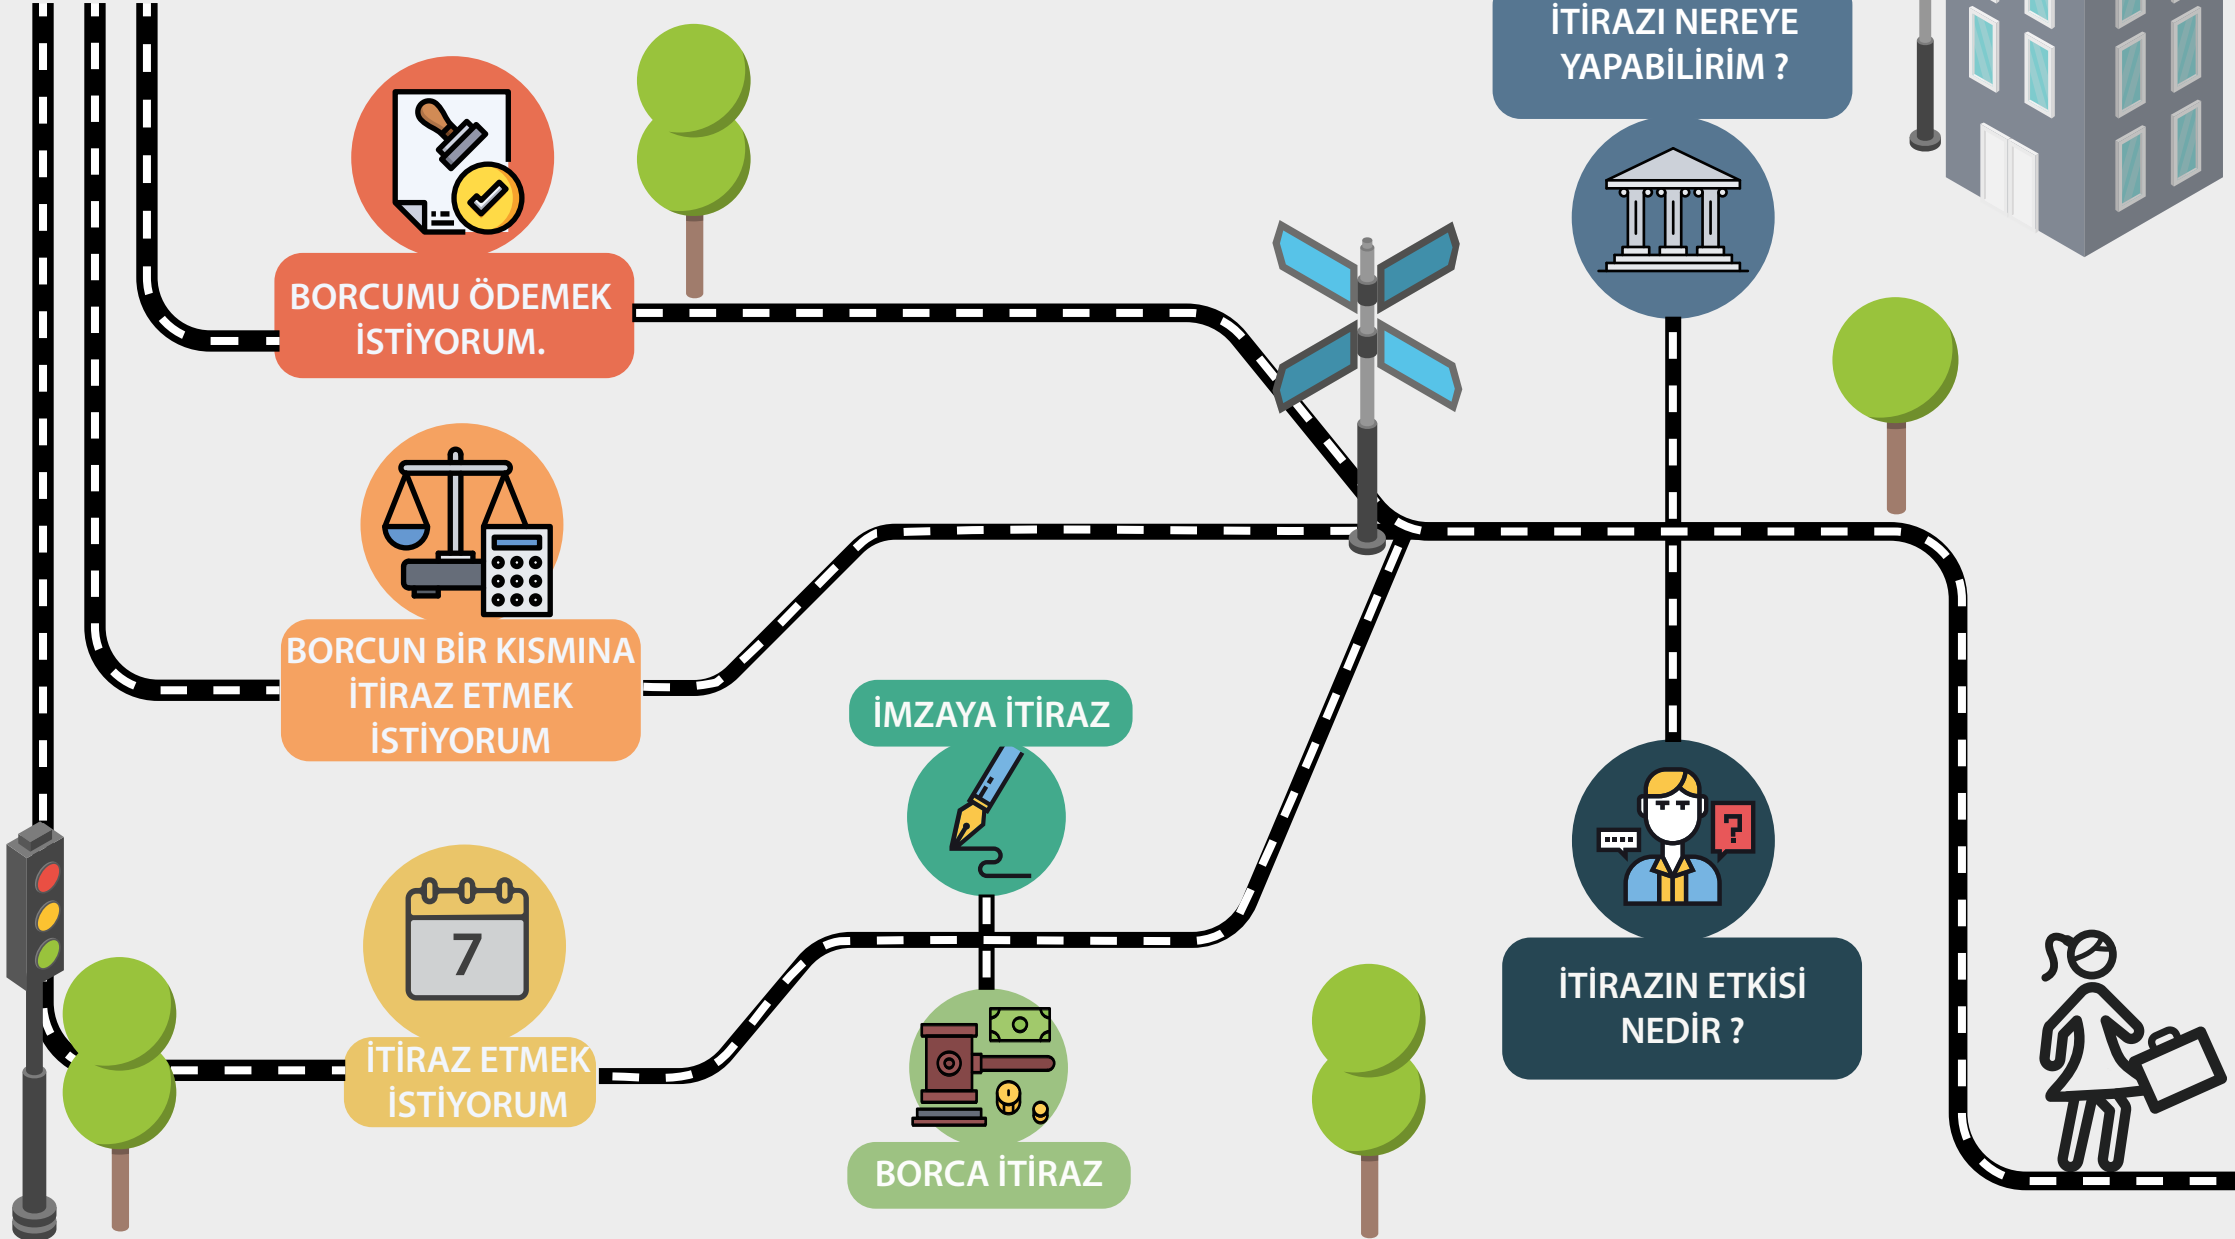 İTİRAZI NEREYE
YAPABİLİRİM ?
BORCUMU ÖDEMEK
İSTİYORUM.
BORCUN BİR KISMINA
İTİRAZ ETMEK
İSTİYORUM
İMZAYA İTİRAZ
7
İTİRAZ ETMEK
İSTİYORUM
BORCA İTİRAZ
?
İTİRAZIN ETKİSİ
NEDİR ?